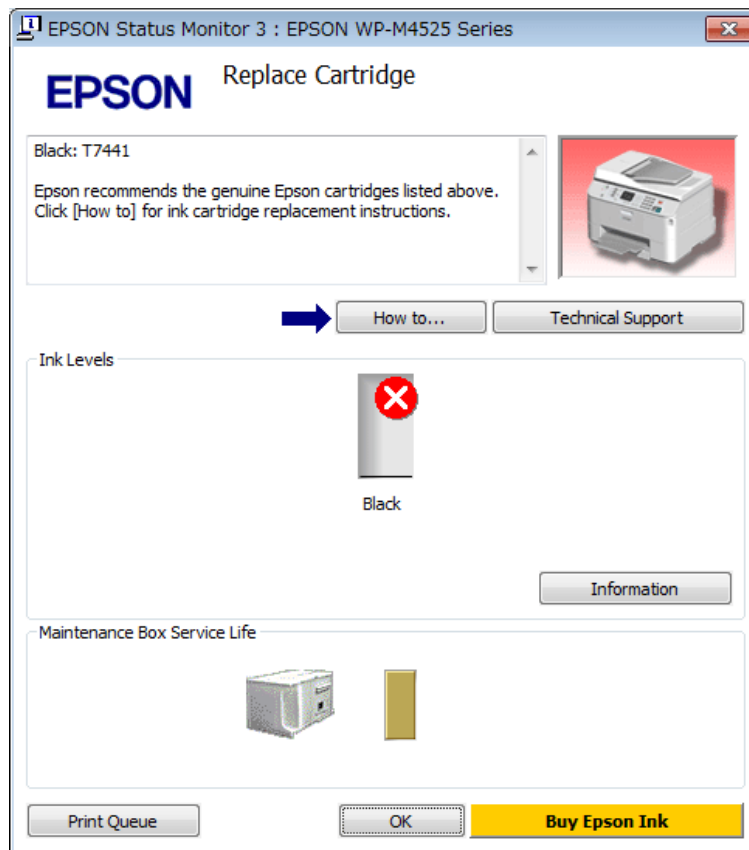 EPSON Status Monitor 3 : EPSON WP-M4525 Series
EPSON
Replace Cartridge
Black: T7441
Epson recommends the genuine Epson cartridges listed above.
Click [How to] for ink cartridge replacement instructions.
How to...
Technical Support
Ink Levels
Black
Information
Maintenance Box Service Life
Print Queue
OK
Buy Epson Ink